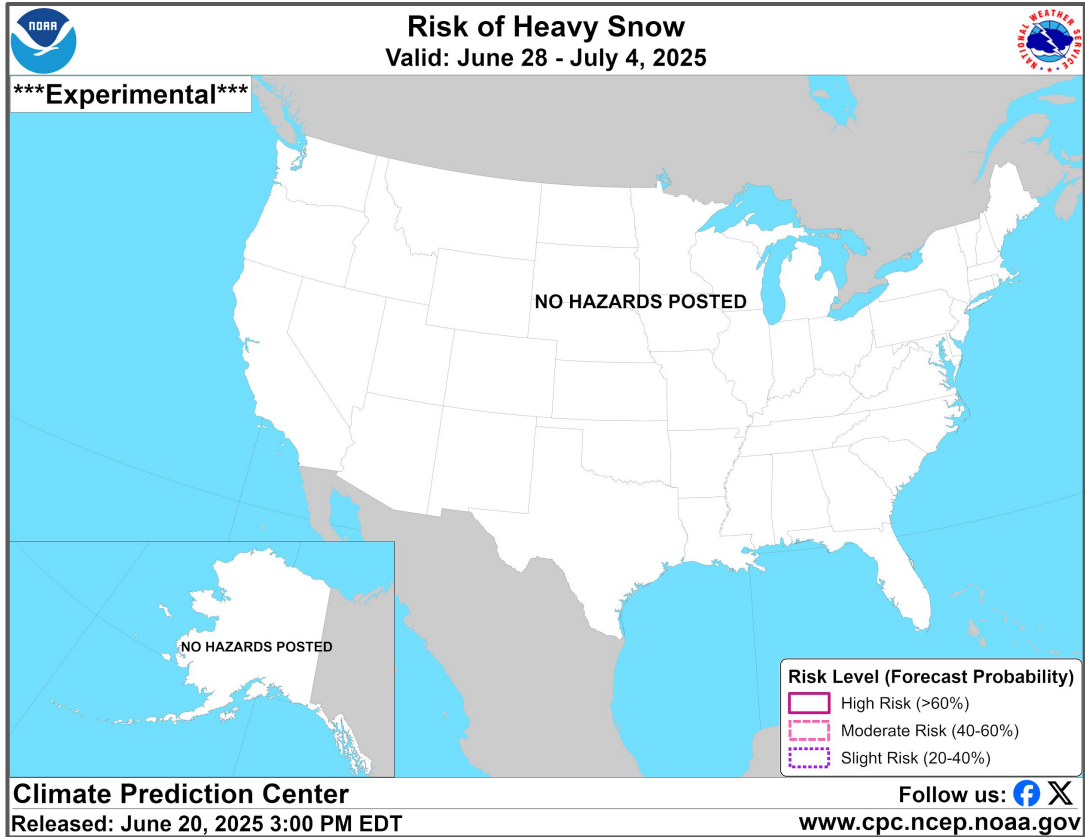 NOAA
Risk of Heavy Snow
Valid: June 28 - July 4, 2025
NATIONAL WEATHER SERVICE
***Experimental***
NO HAZARDS POSTED
NO HAZARDS POSTED
Risk Level (Forecast Probability)
High Risk (>60%)
Moderate Risk (40-60%)
Slight Risk (20-40%)
Climate Prediction Center
Follow us:
Released: June 20, 2025 3:00 PM EDT
www.cpc.ncep.noaa.gov